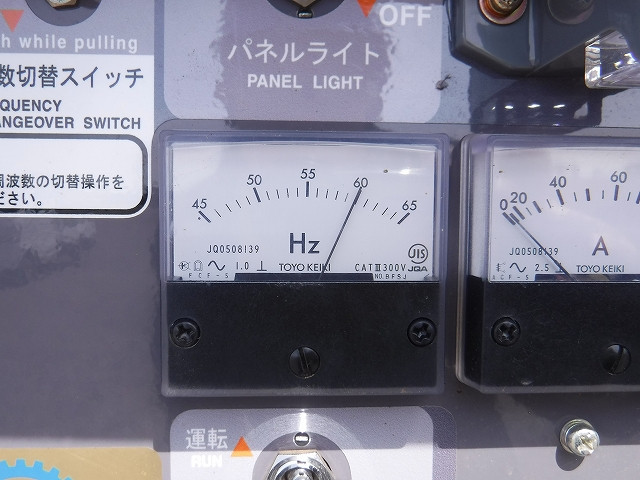 OFF
h while pulling
パネルライト
PANEL LIGHT
数切替スイッチ
QUENCY
ANGEOVER SWITCH
周波数の切替操作を
ださい。
45 50 55 60 65
JQ0508139
Hz
JIS
1.0 TOYO KEIKI CATⅢ300V JQA
0 20 40 60
JQ0508139
A
2.5 TOYO KEIKI
運転
RUN